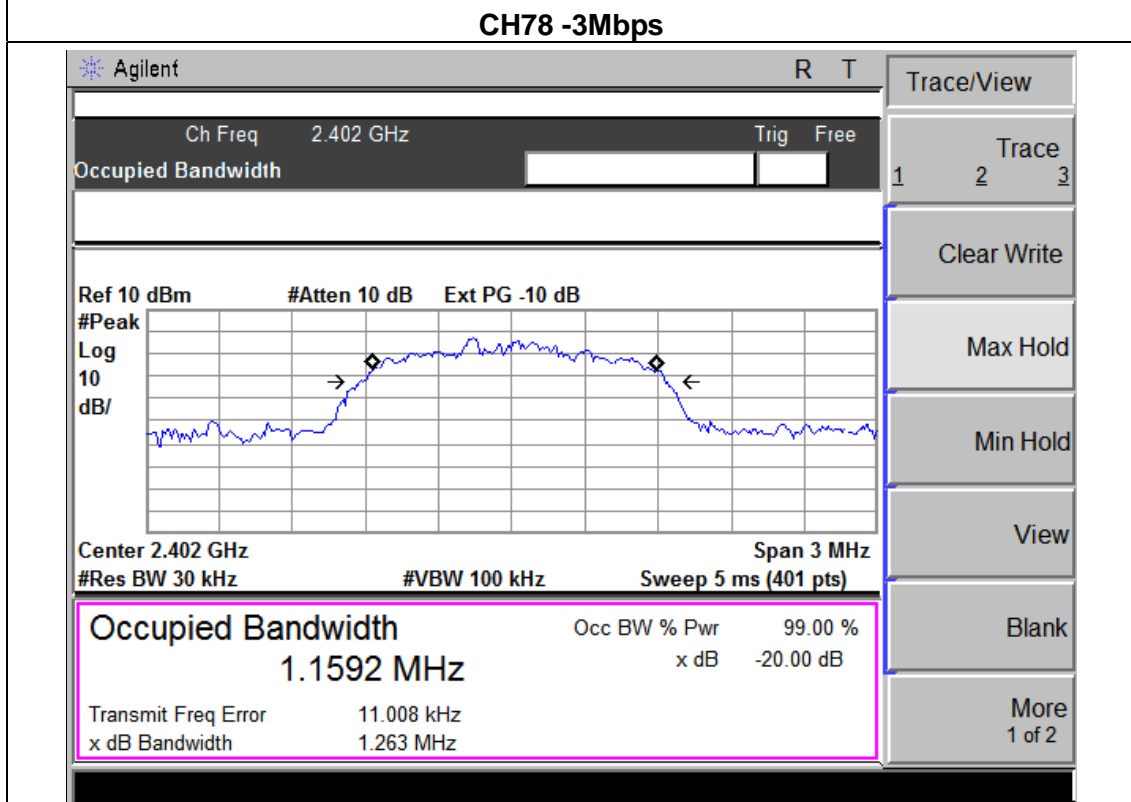 CH78 -3Mbps
Agilent R T
Ch Freq 2.402 GHz Trig Free
Occupied Bandwidth
Ref 10 dBm #Atten 10 dB Ext PG -10 dB
#Peak
Log
10
dB/
Center 2.402 GHz Span 3 MHz
#Res BW 30 kHz #VBW 100 kHz Sweep 5 ms (401 pts)
Occupied Bandwidth
1.1592 MHz
Occ BW % Pwr 99.00 %
x dB -20.00 dB
Transmit Freq Error 11.008 kHz
x dB Bandwidth 1.263 MHz
Trace/View
Trace
1 2 3
Clear Write
Max Hold
Min Hold
View
Blank
More
1 of 2